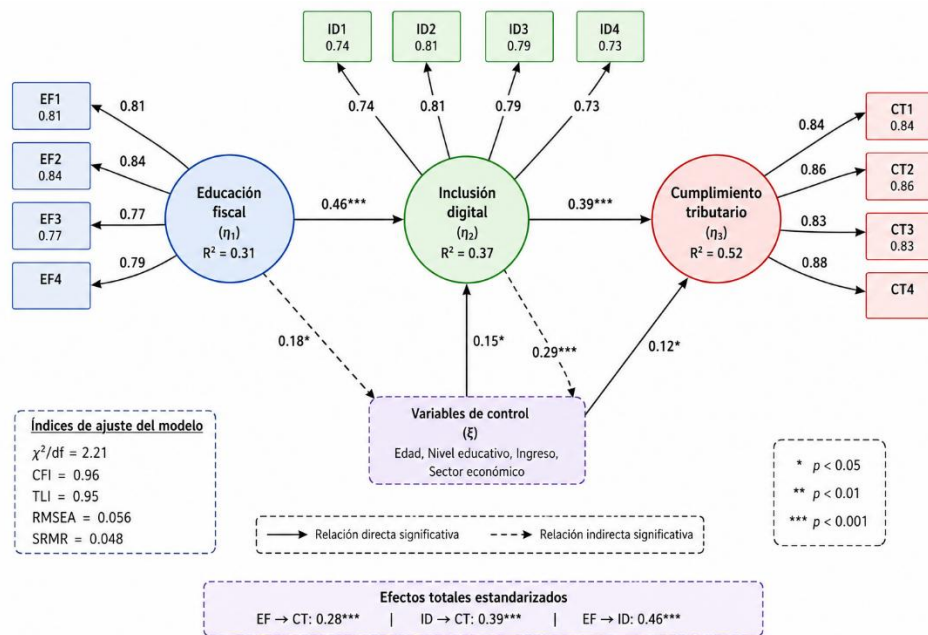 ID1
0.74
ID2
0.81
ID3
0.79
ID4
0.73
0.74
0.81
0.79
0.73
EF1
0.81
EF2
0.84
EF3
0.77
EF4
0.81
0.84
0.77
0.79
Educación
fiscal
(η₁)
R² = 0.31
0.46***
Inclusión
digital
(η₂)
R² = 0.37
0.39***
Cumplimiento
tributario
(η₃)
R² = 0.52
0.84
0.86
0.83
0.88
CT1
0.84
CT2
0.86
CT3
0.83
CT4
0.18*
0.15*
0.29***
0.12*
Variables de control
(ξ)
Edad, Nivel educativo, Ingreso,
Sector económico
Índices de ajuste del modelo
χ²/df = 2.21
CFI = 0.96
TLI = 0.95
RMSEA = 0.056
SRMR = 0.048
* p < 0.05
** p < 0.01
*** p < 0.001
Relación directa significativa
Relación indirecta significativa
Efectos totales estandarizados
EF → CT: 0.28*** | ID → CT: 0.39*** | EF → ID: 0.46***